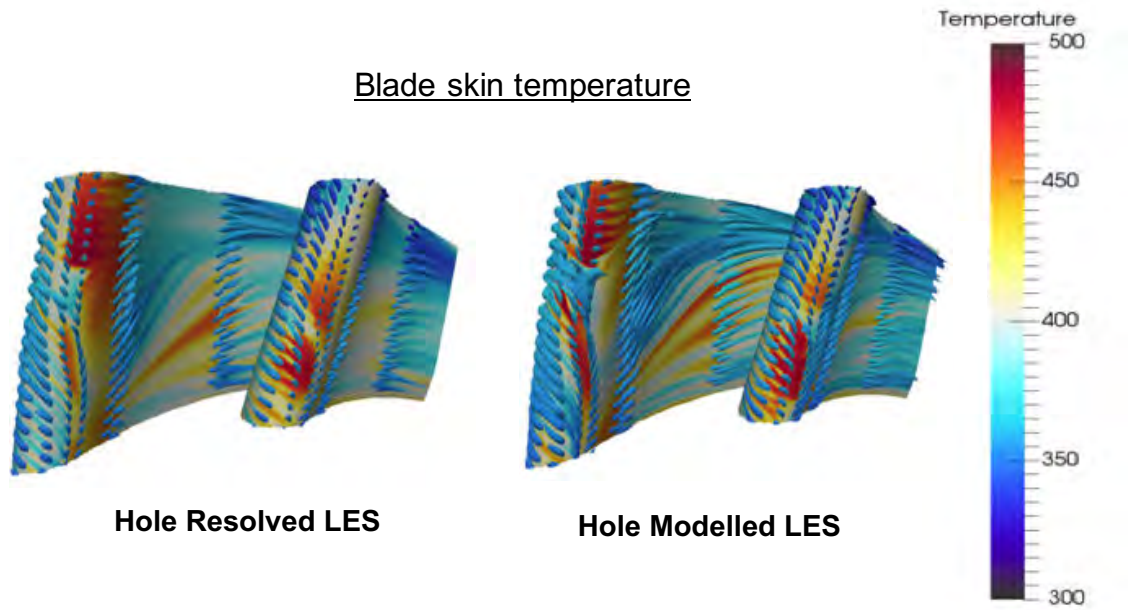 Temperature
500
Blade skin temperature
450
400
350
300
Hole Resolved LES
Hole Modelled LES